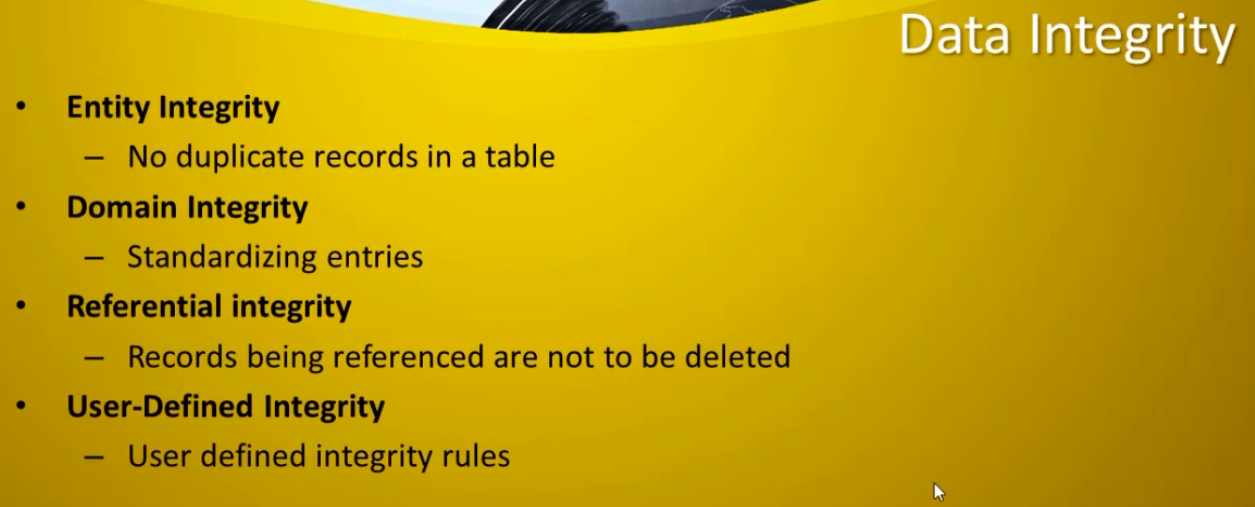 Data Integrity
• Entity Integrity
– No duplicate records in a table
• Domain Integrity
– Standardizing entries
• Referential integrity
– Records being referenced are not to be deleted
• User-Defined Integrity
– User defined integrity rules